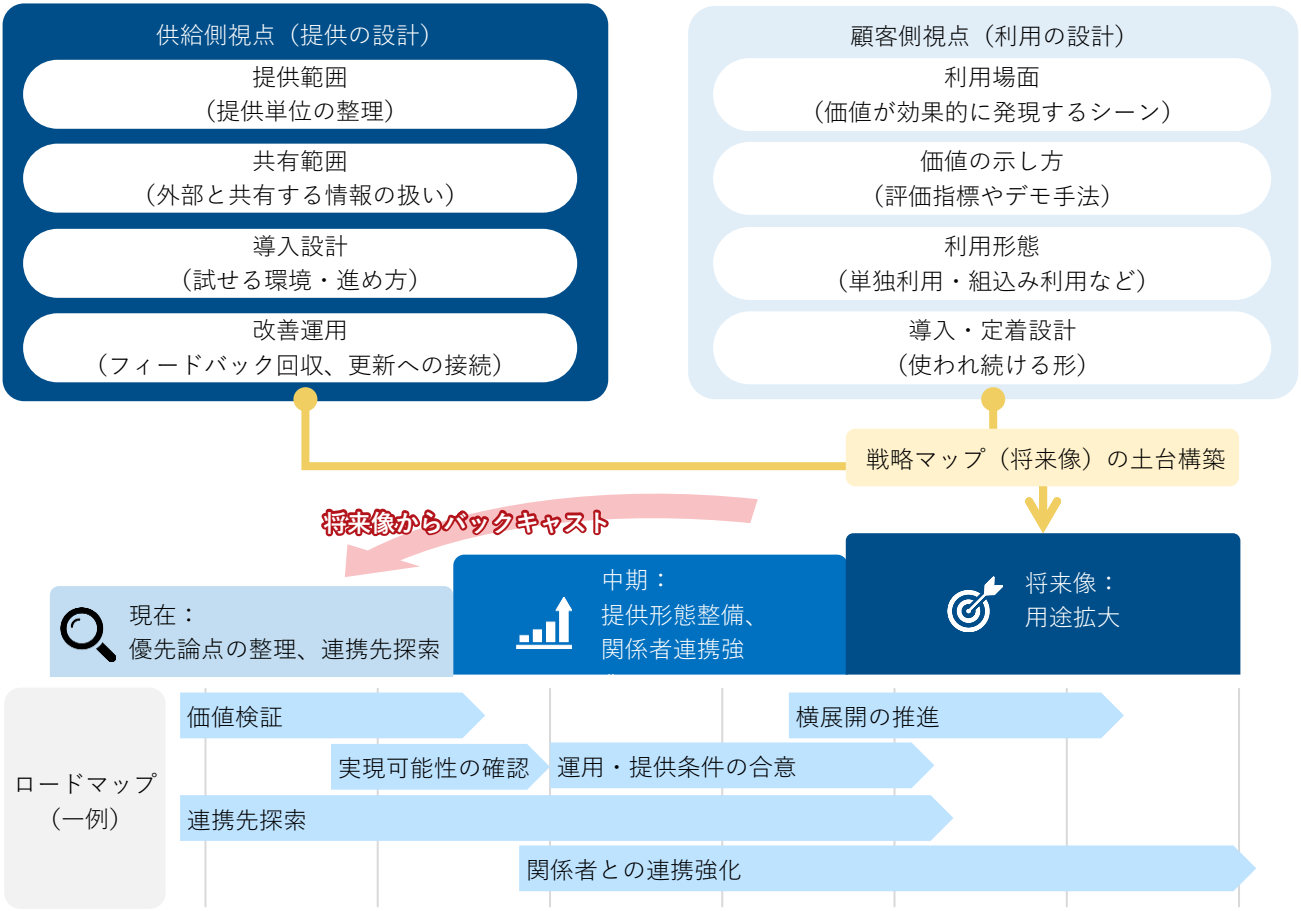 供給側視点（提供の設計）
提供範囲
（提供単位の整理）
共有範囲
（外部と共有する情報の扱い）
導入設計
（試せる環境・進め方）
改善運用
（フィードバック回収、更新への接続）
顧客側視点（利用の設計）
利用場面
（価値が効果的に発現するシーン）
価値の示し方
（評価指標やデモ手法）
利用形態
（単独利用・組込み利用など）
導入・定着設計
（使われ続ける形）
戦略マップ（将来像）の土台構築
将来像からバックキャスト
現在：
優先論点の整理、連携先探索
中期：
提供形態整備、
関係者連携強
将来像：
用途拡大
ロードマップ
（一例）
価値検証
横展開の推進
実現可能性の確認
運用・提供条件の合意
連携先探索
関係者との連携強化